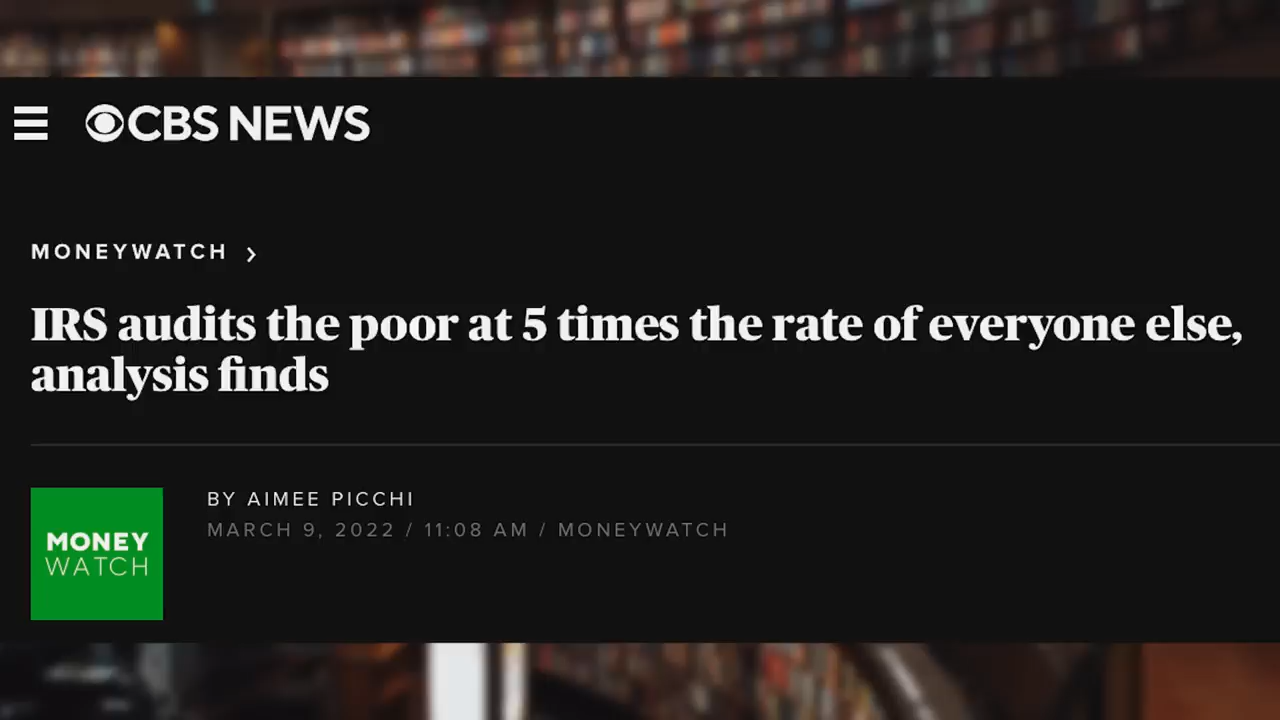 CBS NEWS
MONEYWATCH >
IRS audits the poor at 5 times the rate of everyone else,
analysis finds
MONEY
WATCH
BY AIMEE PICCHI
MARCH 9, 2022 / 11:08 AM / MONEYWATCH